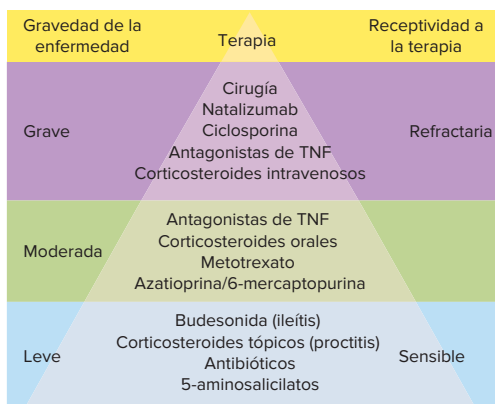 Gravedad de la
enfermedad
Terapia
Receptividad a
la terapia
Grave
Cirugía
Natalizumab
Ciclosporina
Antagonistas de TNF
Corticosteroides intravenosos
Refractaria
Moderada
Antagonistas de TNF
Corticosteroides orales
Metotrexato
Azatioprina/6-mercaptopurina
Leve
Budesonida (ileítis)
Corticosteroides tópicos (proctitis)
Antibióticos
5-aminosalicilatos
Sensible